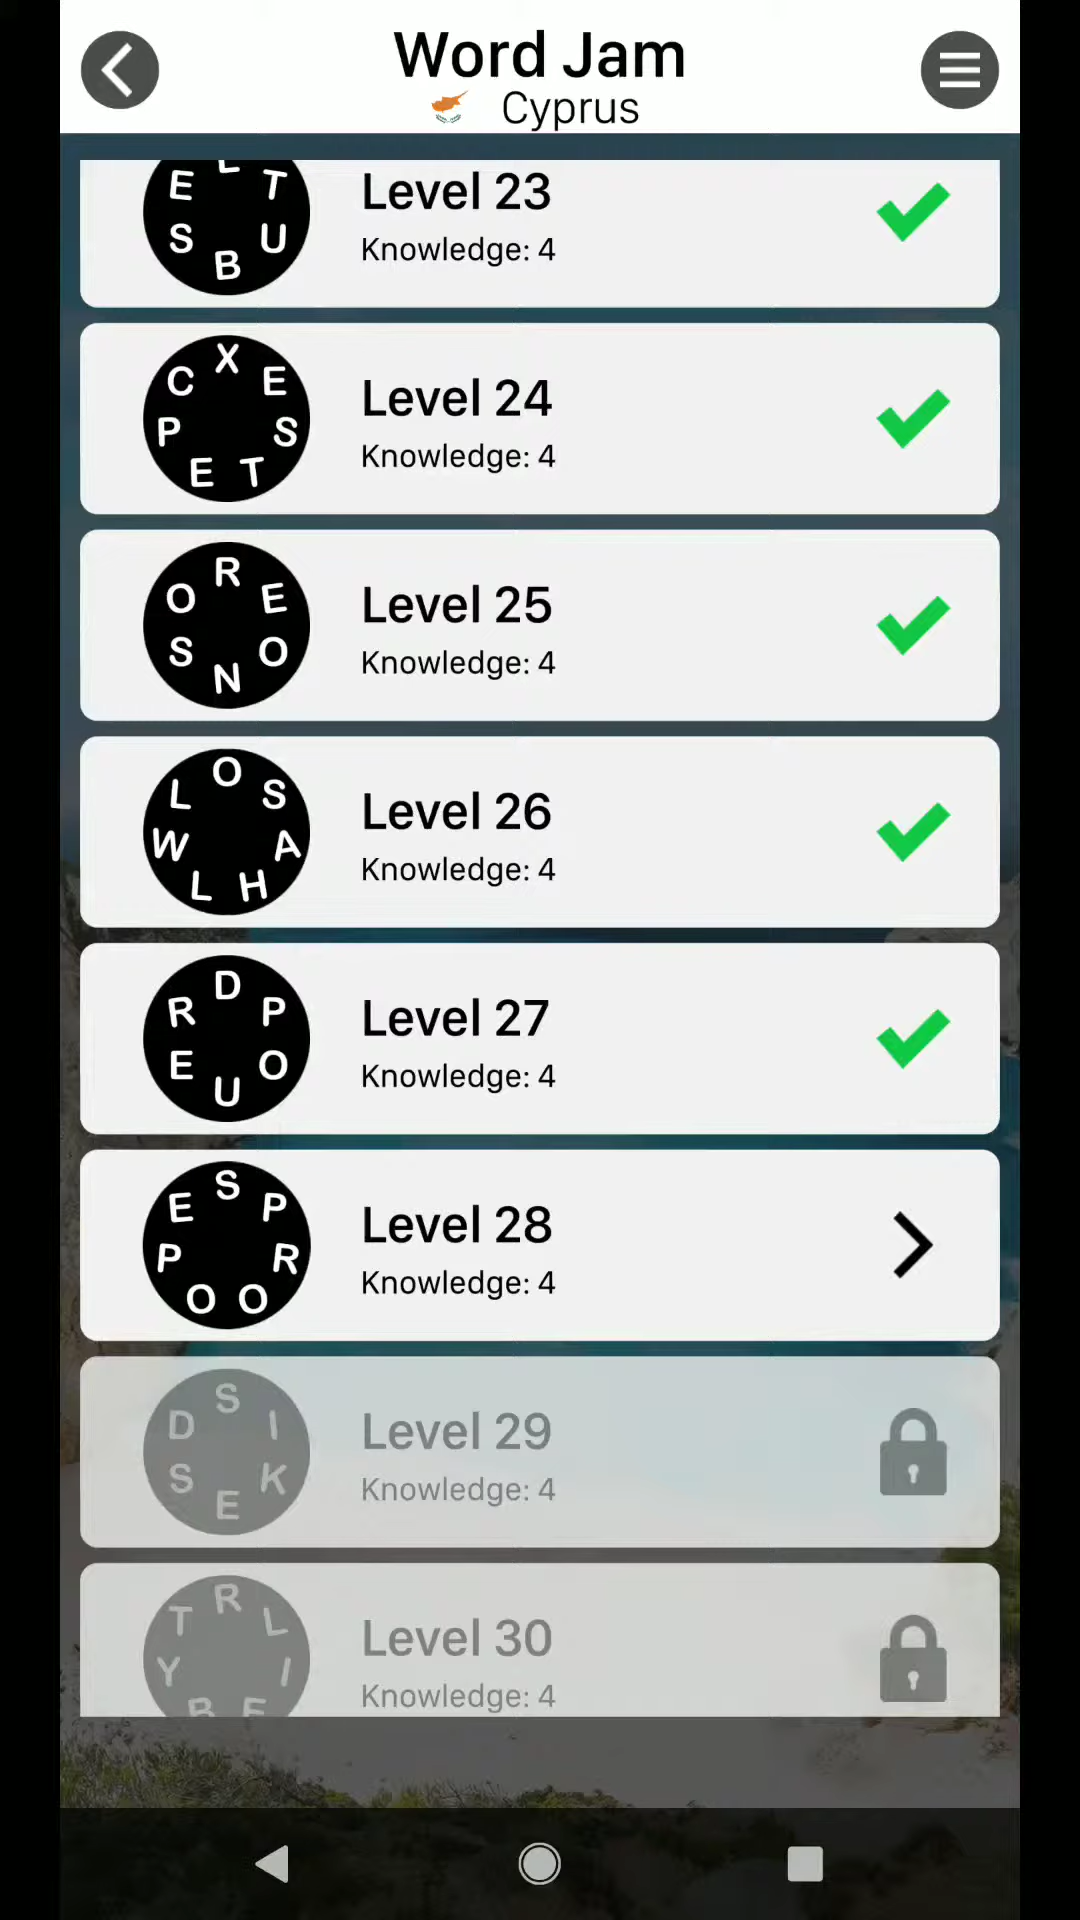 Word Jam
Cyprus
E L T
S B U
Level 23
Knowledge: 4
C X E
P S
E T
Level 24
Knowledge: 4
O R E
S N O
Level 25
Knowledge: 4
L O S
W A
L H
Level 26
Knowledge: 4
R D P
E U O
Level 27
Knowledge: 4
E S P
P R
O O
Level 28
Knowledge: 4
D S I
S E K
Level 29
Knowledge: 4
T R L
Y I
B E
Level 30
Knowledge: 4